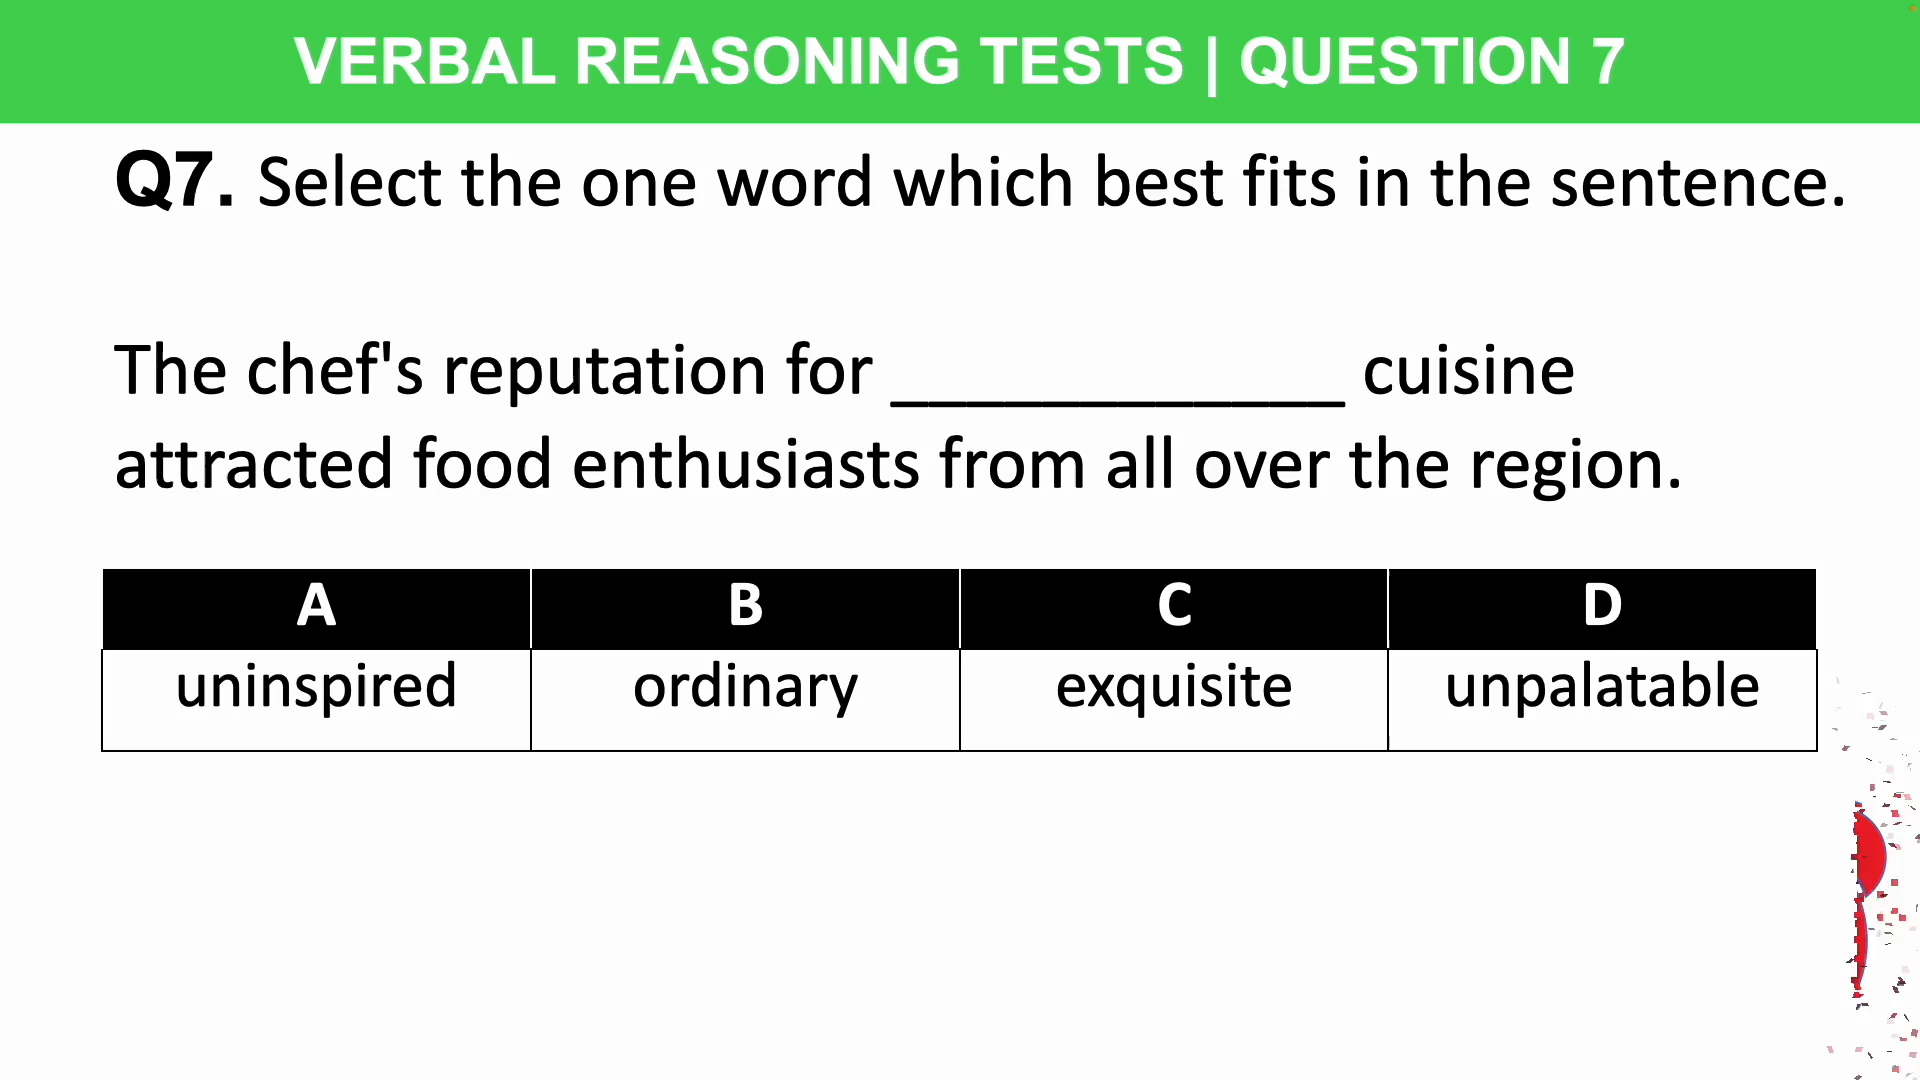 VERBAL REASONING TESTS | QUESTION 7
Q7. Select the one word which best fits in the sentence.
The chef's reputation for ____________ cuisine
attracted food enthusiasts from all over the region.
A B C D
uninspired ordinary exquisite unpalatable